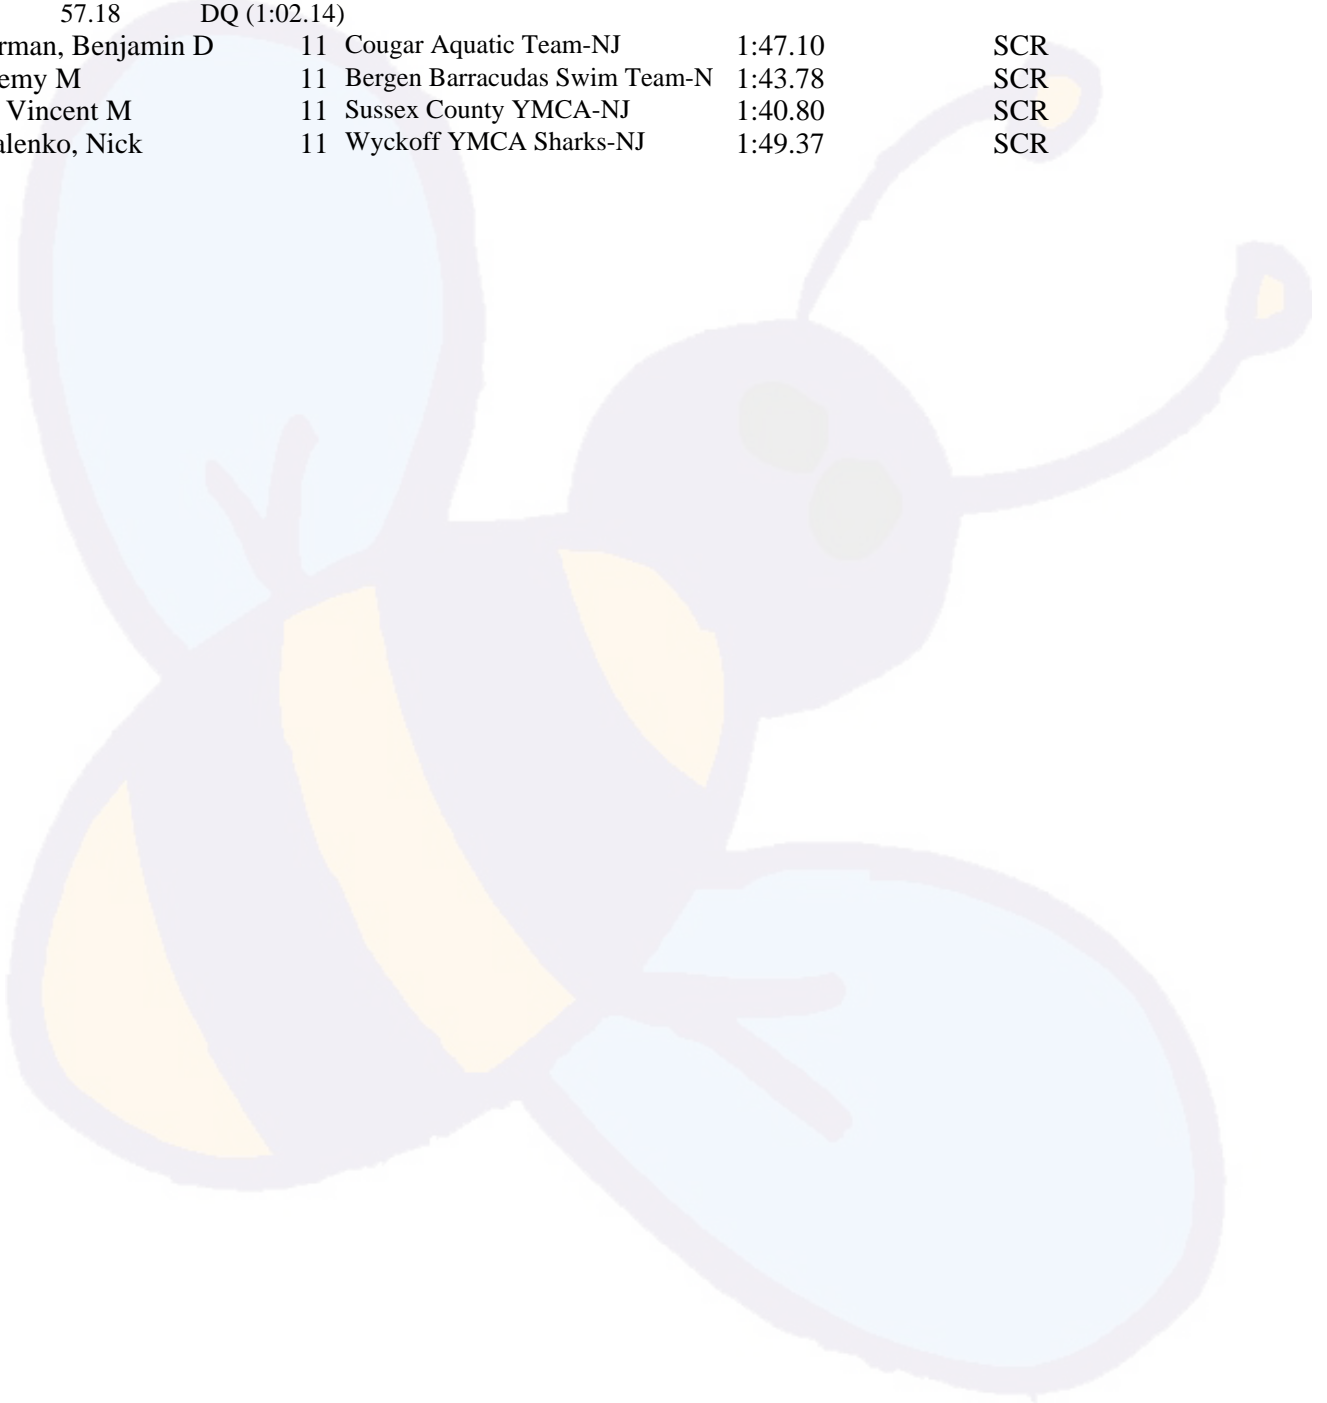 57.18 DQ (1:02.14)
rman, Benjamin D 11 Cougar Aquatic Team-NJ 1:47.10 SCR
emy M 11 Bergen Barracudas Swim Team-N 1:43.78 SCR
Vincent M 11 Sussex County YMCA-NJ 1:40.80 SCR
alenko, Nick 11 Wyckoff YMCA Sharks-NJ 1:49.37 SCR